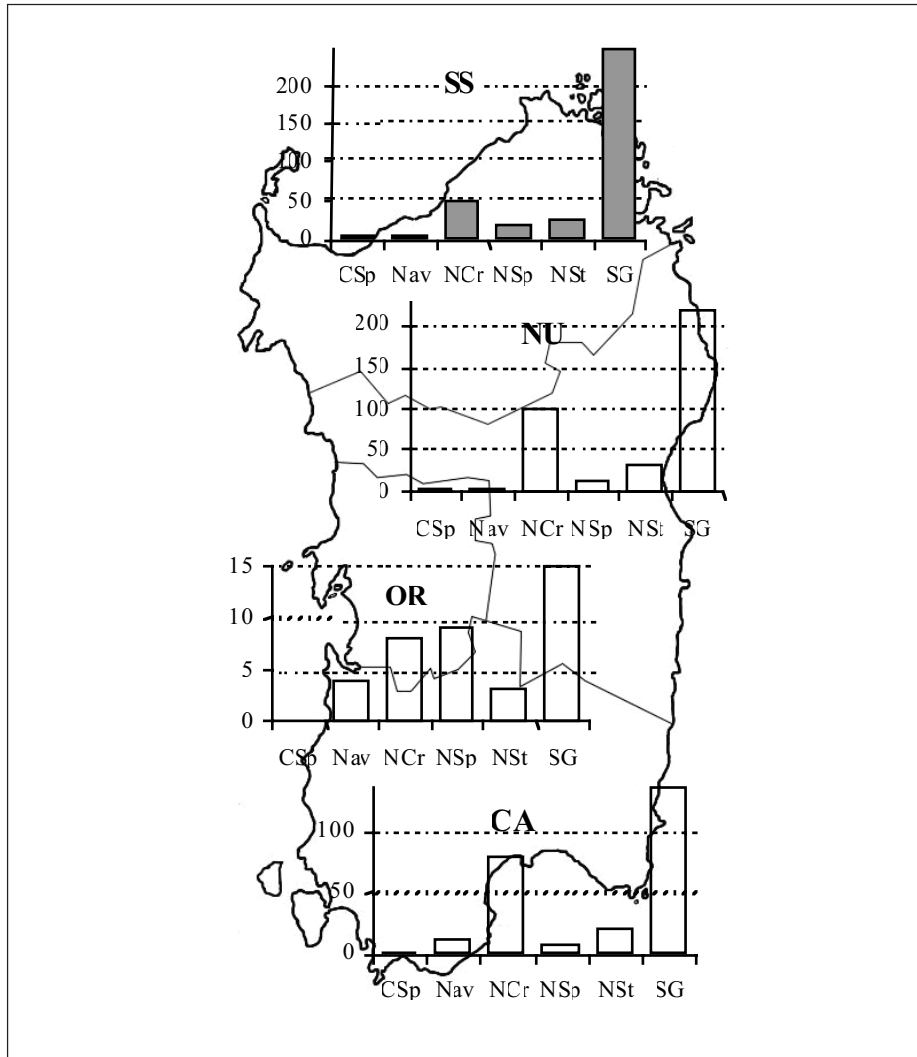 200
SS
150
100
50
0
CSp Nav NCr NSp NSt SG
200
NU
150
100
50
0
CSp Nav NCr NSp NSt SG
15
OR
10
5
0
CSp Nav NCr NSp NSt SG
CA
100
50
0
CSp Nav NCr NSp NSt SG